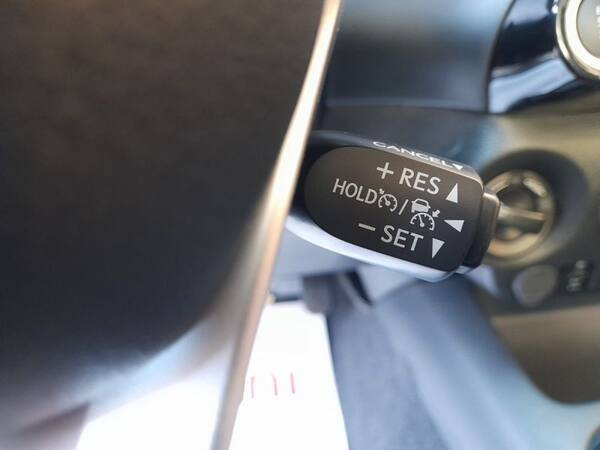 CANCEL
+ RES
HOLD /
− SET